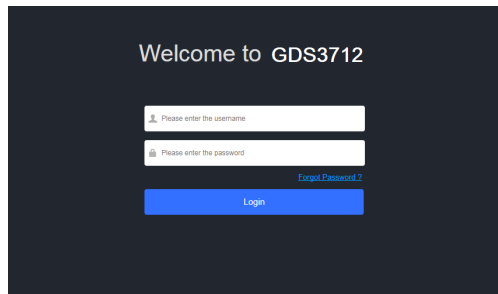 Welcome to GDS3712
Please enter the username
Please enter the password
Forgot Password ?
Login